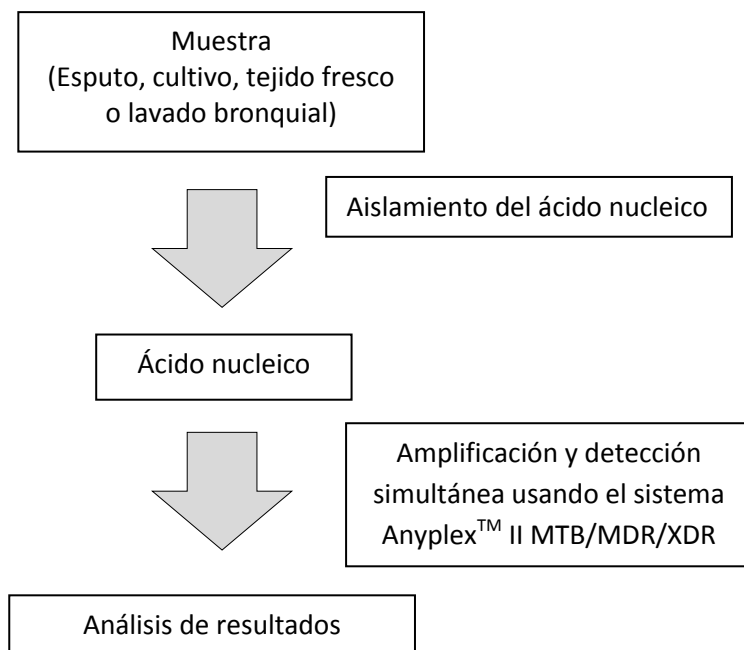 Muestra
(Esputo, cultivo, tejido fresco
o lavado bronquial)
Aislamiento del ácido nucleico
Ácido nucleico
Amplificación y detección
simultánea usando el sistema
Anyplex™ II MTB/MDR/XDR
Análisis de resultados